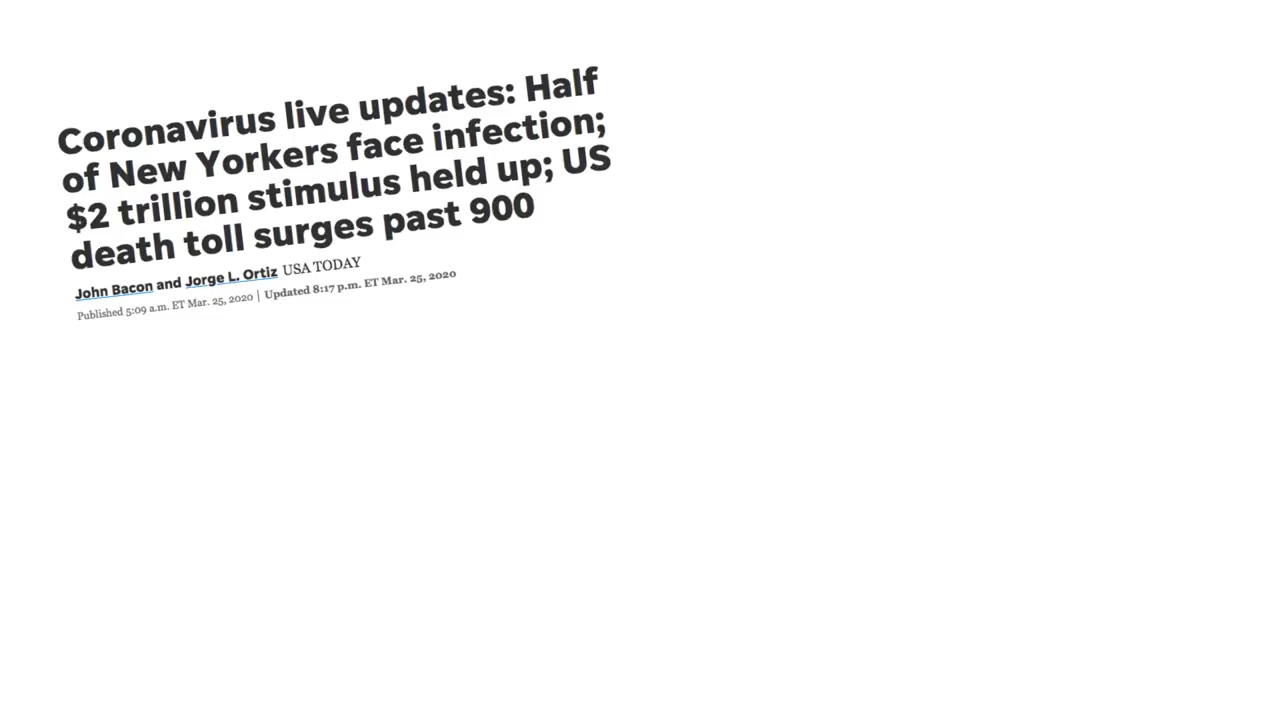 Coronavirus live updates: Half
of New Yorkers face infection;
$2 trillion stimulus held up; US
death toll surges past 900
John Bacon and Jorge L. Ortiz USA TODAY
Published 5:09 a.m. ET Mar. 25, 2020 | Updated 8:17 p.m. ET Mar. 25, 2020